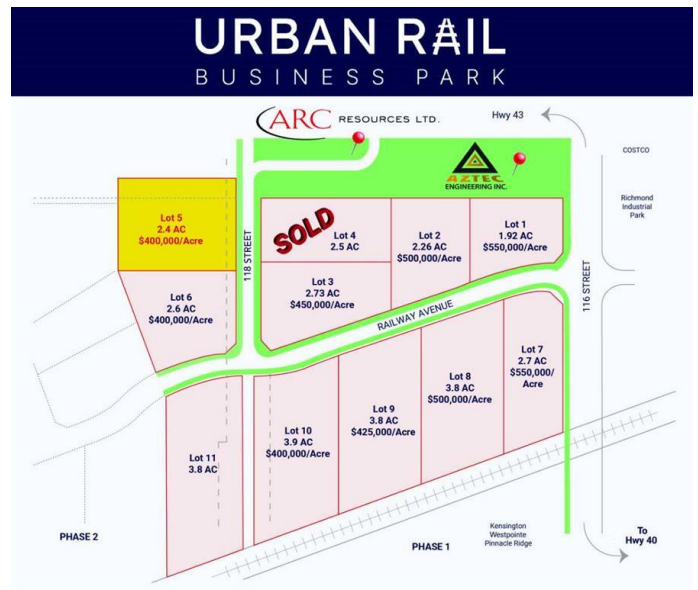 URBAN RAIL
BUSINESS PARK
ARC RESOURCES LTD.
Hwy 43
COSTCO
AZTEC
ENGINEERING INC.
Richmond
Industrial
Park
Lot 5
2.4 AC
$400,000/Acre
SOLD
Lot 4
2.5 AC
Lot 2
2.26 AC
$500,000/Acre
Lot 1
1.92 AC
$550,000/Acre
118 STREET
116 STREET
Lot 6
2.6 AC
$400,000/Acre
Lot 3
2.73 AC
$450,000/Acre
RAILWAY AVENUE
Lot 7
2.7 AC
$550,000/
Acre
Lot 8
3.8 AC
$500,000/Acre
Lot 9
3.8 AC
$425,000/Acre
Lot 10
3.9 AC
$400,000/Acre
Lot 11
3.8 AC
PHASE 2
PHASE 1
Kensington
Westpointe
Pinnacle Ridge
To
Hwy 40